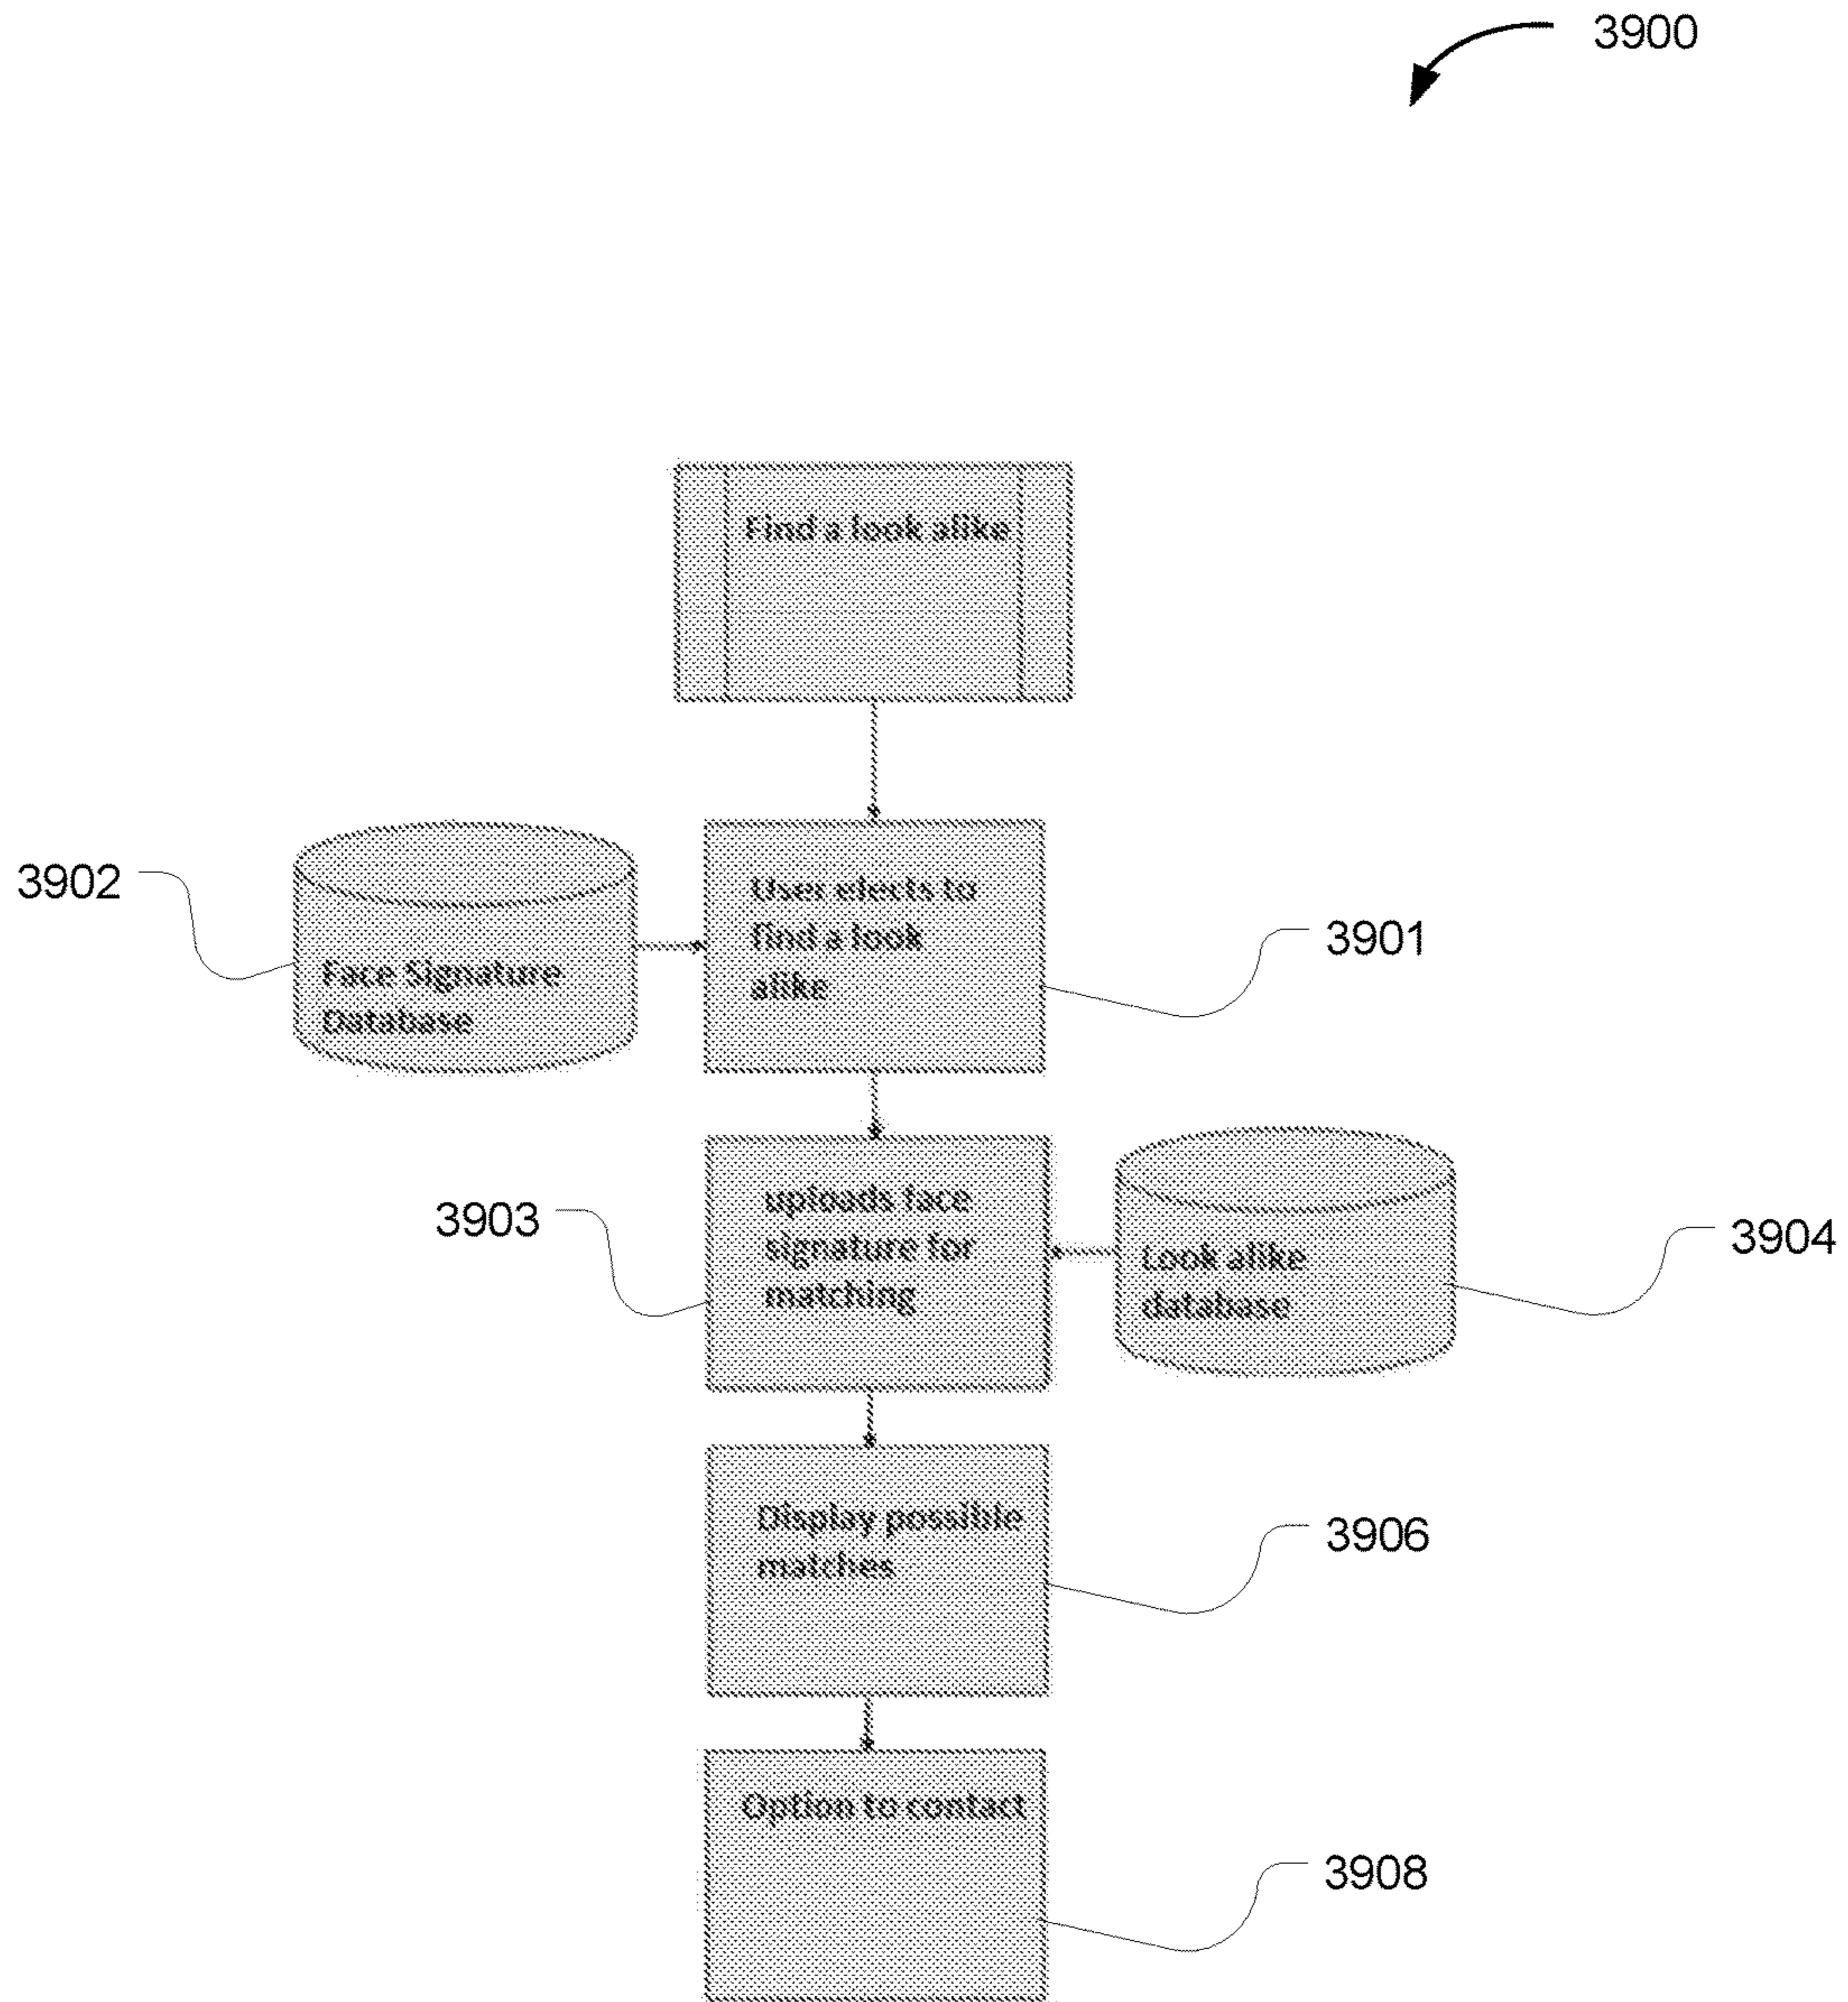 3900
Find a look alike
3902
Face Signature
Database
User elects to
find a look
alike
3901
3903
uploads face
signature for
matching
Look alike
database
3904
Display possible
matches
3906
Option to contact
3908